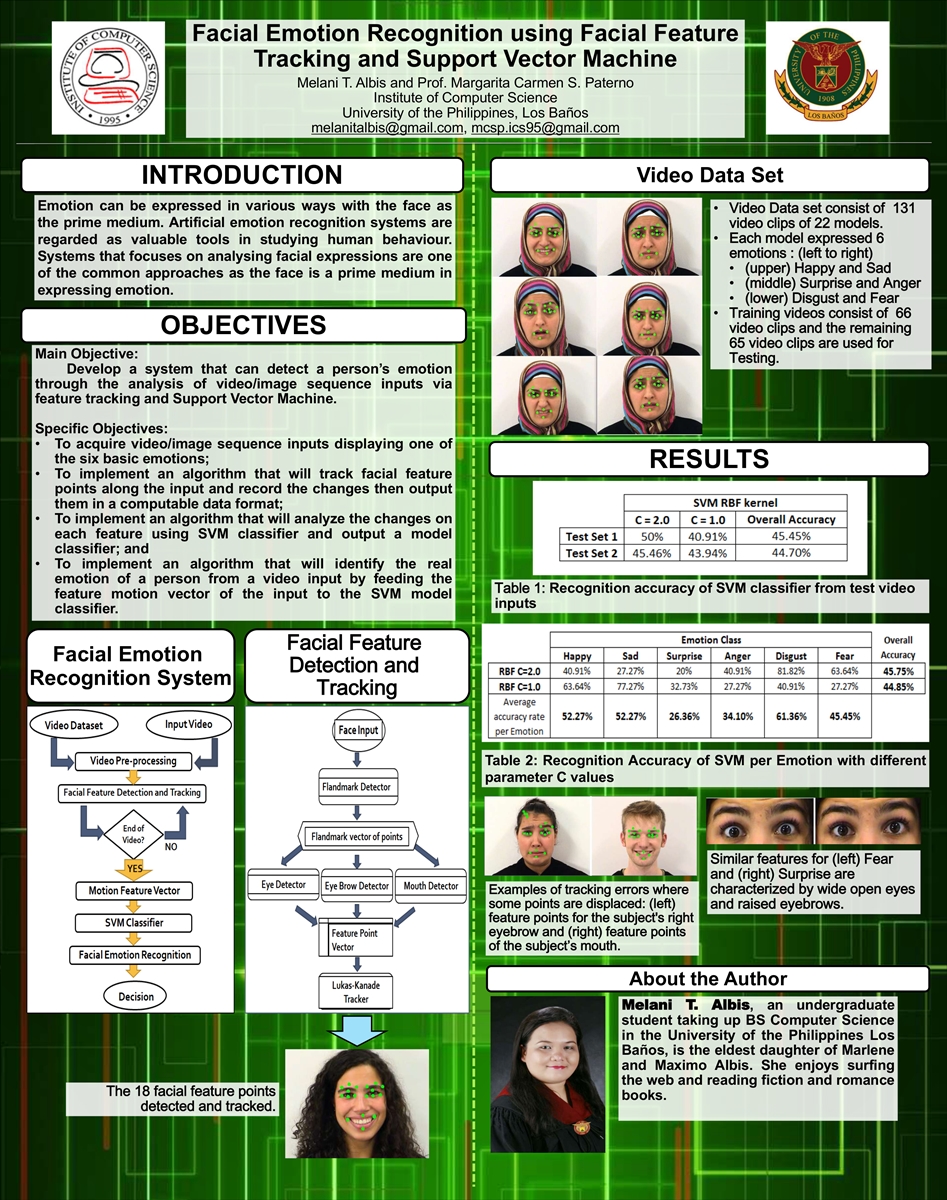 INSTITUTE OF COMPUTER SCIENCE
• 1995 •
Facial Emotion Recognition using Facial Feature
Tracking and Support Vector Machine
Melani T. Albis and Prof. Margarita Carmen S. Paterno
Institute of Computer Science
University of the Philippines, Los Baños
melanitalbis@gmail.com, mcsp.ics95@gmail.com
UNIVERSITY OF THE PHILIPPINES
1908
LOS BAÑOS
INTRODUCTION
Emotion can be expressed in various ways with the face as
the prime medium. Artificial emotion recognition systems are
regarded as valuable tools in studying human behaviour.
Systems that focuses on analysing facial expressions are one
of the common approaches as the face is a prime medium in
expressing emotion.
OBJECTIVES
Main Objective:
Develop a system that can detect a person's emotion
through the analysis of video/image sequence inputs via
feature tracking and Support Vector Machine.
Specific Objectives:
• To acquire video/image sequence inputs displaying one of
the six basic emotions;
• To implement an algorithm that will track facial feature
points along the input and record the changes then output
them in a computable data format;
• To implement an algorithm that will analyze the changes on
each feature using SVM classifier and output a model
classifier; and
• To implement an algorithm that will identify the real
emotion of a person from a video input by feeding the
feature motion vector of the input to the SVM model
classifier.
Facial Emotion
Recognition System
Video Dataset
Input Video
Video Pre-processing
Facial Feature Detection and Tracking
End of
Video?
NO
YES
Motion Feature Vector
SVM Classifier
Facial Emotion Recognition
Decision
Facial Feature
Detection and
Tracking
Face Input
Flandmark Detector
Flandmark vector of points
Eye Detector
Eye Brow Detector
Mouth Detector
Feature Point
Vector
Lukas-Kanade
Tracker
The 18 facial feature points
detected and tracked.
Video Data Set
• Video Data set consist of 131
video clips of 22 models.
• Each model expressed 6
emotions : (left to right)
• (upper) Happy and Sad
• (middle) Surprise and Anger
• (lower) Disgust and Fear
• Training videos consist of 66
video clips and the remaining
65 video clips are used for
Testing.
RESULTS
SVM RBF kernel
C = 2.0 C = 1.0 Overall Accuracy
Test Set 1 50% 40.91% 45.45%
Test Set 2 45.46% 43.94% 44.70%
Table 1: Recognition accuracy of SVM classifier from test video
inputs
Emotion Class Overall
Happy Sad Surprise Anger Disgust Fear Accuracy
RBF C=2.0 40.91% 27.27% 20% 40.91% 81.82% 63.64% 45.75%
RBF C=1.0 63.64% 77.27% 32.73% 27.27% 40.91% 27.27% 44.85%
Average
accuracy rate 52.27% 52.27% 26.36% 34.10% 61.36% 45.45%
per Emotion
Table 2: Recognition Accuracy of SVM per Emotion with different
parameter C values
Examples of tracking errors where
some points are displaced: (left)
feature points for the subject's right
eyebrow and (right) feature points
of the subject's mouth.
Similar features for (left) Fear
and (right) Surprise are
characterized by wide open eyes
and raised eyebrows.
About the Author
Melani T. Albis, an undergraduate
student taking up BS Computer Science
in the University of the Philippines Los
Baños, is the eldest daughter of Marlene
and Maximo Albis. She enjoys surfing
the web and reading fiction and romance
books.